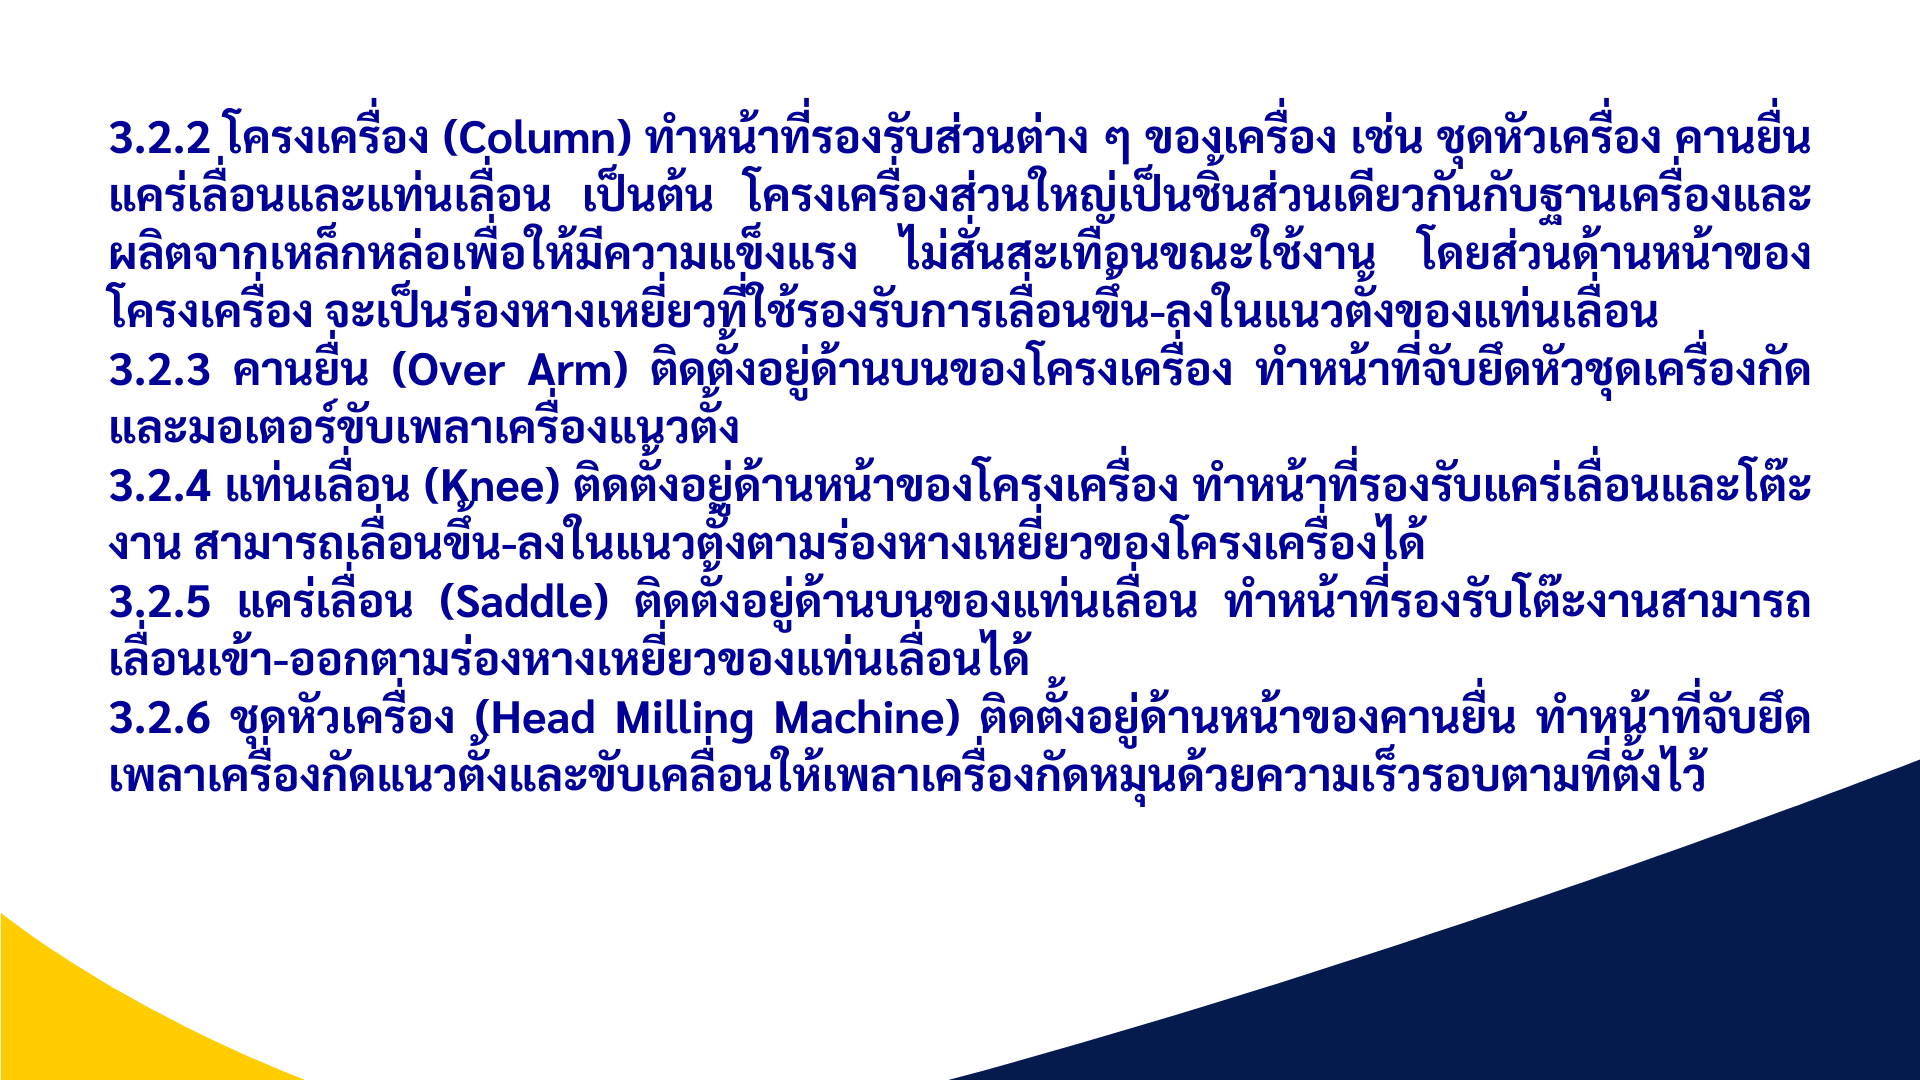 3.2.2 โครงเครื่อง (Column) ทำหน้าที่รองรับส่วนต่าง ๆ ของเครื่อง เช่น ชุดหัวเครื่อง คานยื่น
แคร่เลื่อนและแท่นเลื่อน เป็นต้น โครงเครื่องส่วนใหญ่เป็นชิ้นส่วนเดียวกันกับฐานเครื่องและ
ผลิตจากเหล็กหล่อเพื่อให้มีความแข็งแรง ไม่สั่นสะเทือนขณะใช้งาน โดยส่วนด้านหน้าของ
โครงเครื่อง จะเป็นร่องหางเหยี่ยวที่ใช้รองรับการเลื่อนขึ้น-ลงในแนวตั้งของแท่นเลื่อน
3.2.3 คานยื่น (Over Arm) ติดตั้งอยู่ด้านบนของโครงเครื่อง ทำหน้าที่จับยึดหัวชุดเครื่องกัด
และมอเตอร์ขับเพลาเครื่องแนวตั้ง
3.2.4 แท่นเลื่อน (Knee) ติดตั้งอยู่ด้านหน้าของโครงเครื่อง ทำหน้าที่รองรับแคร่เลื่อนและโต๊ะ
งาน สามารถเลื่อนขึ้น-ลงในแนวตั้งตามร่องหางเหยี่ยวของโครงเครื่องได้
3.2.5 แคร่เลื่อน (Saddle) ติดตั้งอยู่ด้านบนของแท่นเลื่อน ทำหน้าที่รองรับโต๊ะงานสามารถ
เลื่อนเข้า-ออกตามร่องหางเหยี่ยวของแท่นเลื่อนได้
3.2.6 ชุดหัวเครื่อง (Head Milling Machine) ติดตั้งอยู่ด้านหน้าของคานยื่น ทำหน้าที่จับยึด
เพลาเครื่องกัดแนวตั้งและขับเคลื่อนให้เพลาเครื่องกัดหมุนด้วยความเร็วรอบตามที่ตั้งไว้